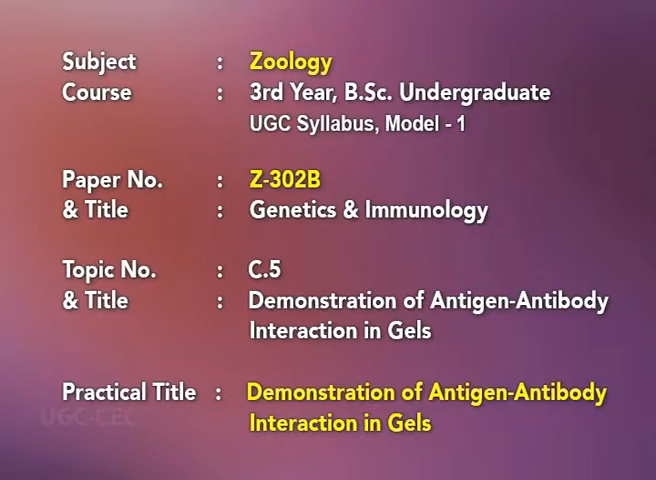 Subject : Zoology
Course : 3rd Year, B.Sc. Undergraduate
UGC Syllabus, Model - 1
Paper No. : Z-302B
& Title : Genetics & Immunology
Topic No. : C.5
& Title : Demonstration of Antigen-Antibody
Interaction in Gels
Practical Title : Demonstration of Antigen-Antibody
UGC-CEC
Interaction in Gels